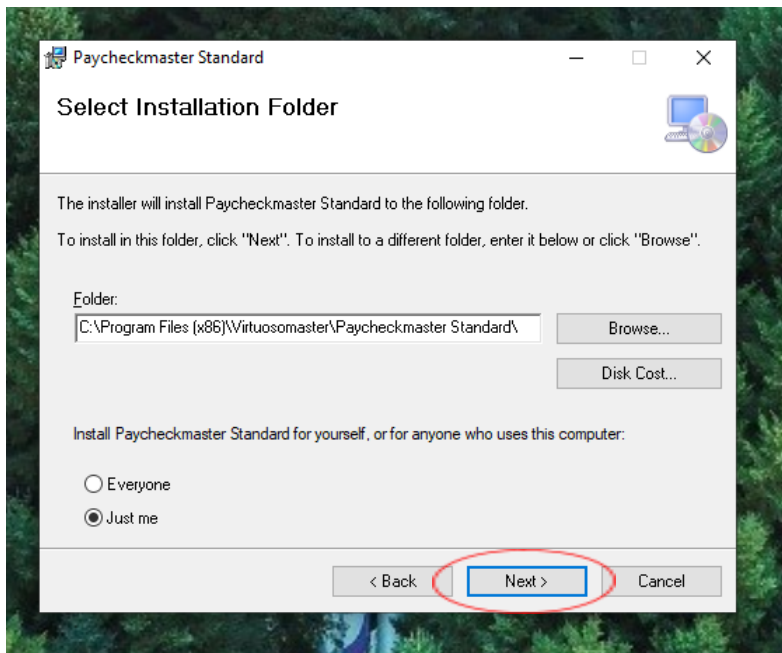 Paycheckmaster Standard
Select Installation Folder
The installer will install Paycheckmaster Standard to the following folder.
To install in this folder, click "Next". To install to a different folder, enter it below or click "Browse".
Folder:
C:\Program Files (x86)\Virtuosomaster\Paycheckmaster Standard\
Browse...
Disk Cost...
Install Paycheckmaster Standard for yourself, or for anyone who uses this computer:
Everyone
Just me
< Back
Next >
Cancel